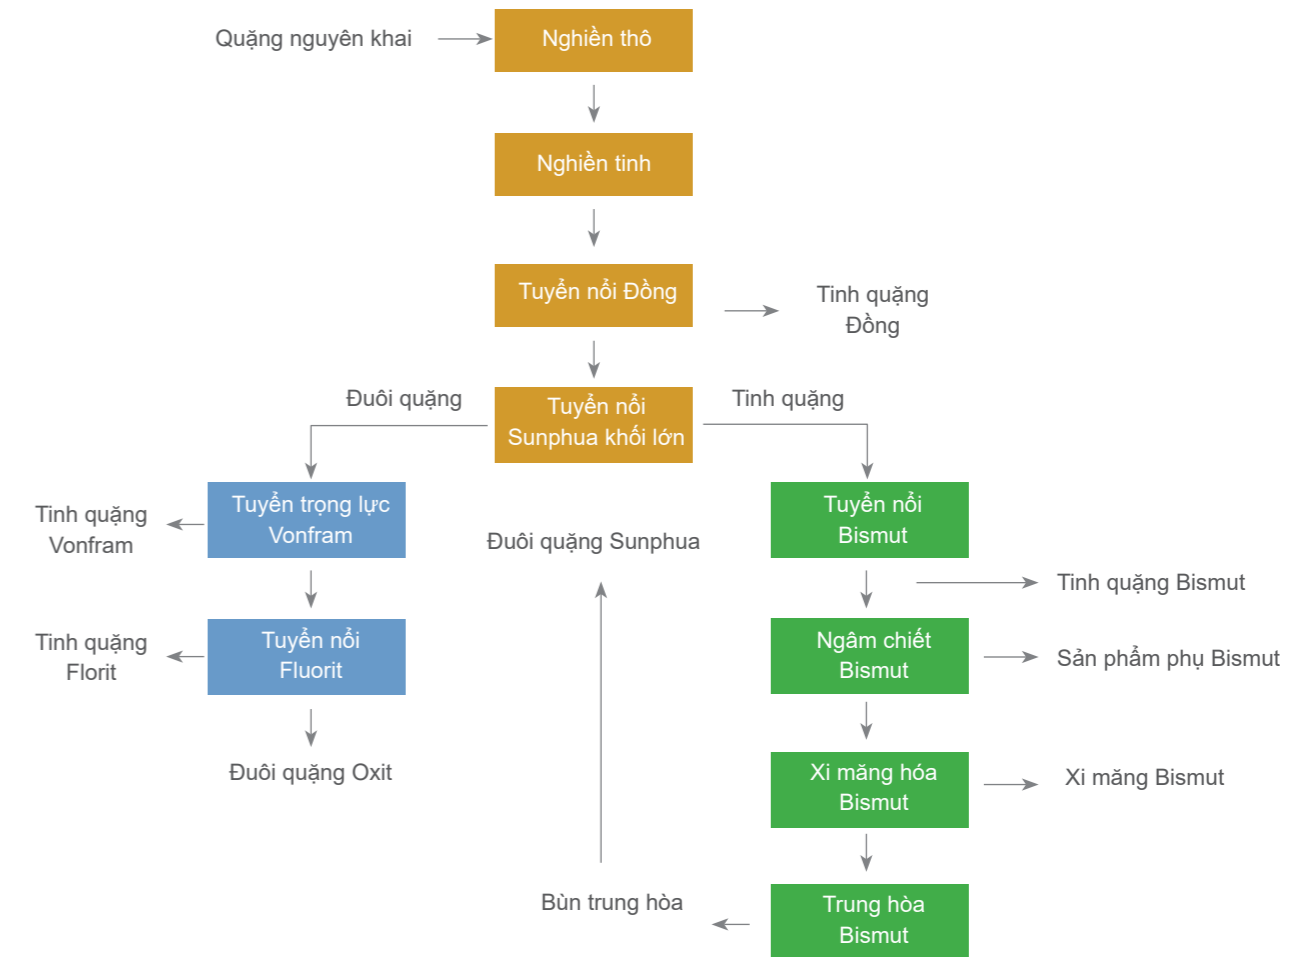 Quặng nguyên khai
Nghiền thô
Nghiền tinh
Tuyển nổi Đồng
Tinh quặng
Đồng
Đuôi quặng
Tuyển nổi
Sunphua khối lớn
Tinh quặng
Tuyển trọng lực
Vonfram
Tinh quặng
Vonfram
Tuyển nổi
Fluorit
Tinh quặng
Florit
Đuôi quặng Oxit
Đuôi quặng Sunphua
Tuyển nổi
Bismut
Tinh quặng Bismut
Ngâm chiết
Bismut
Sản phẩm phụ Bismut
Xi măng hóa
Bismut
Xi măng Bismut
Trung hòa
Bismut
Bùn trung hòa